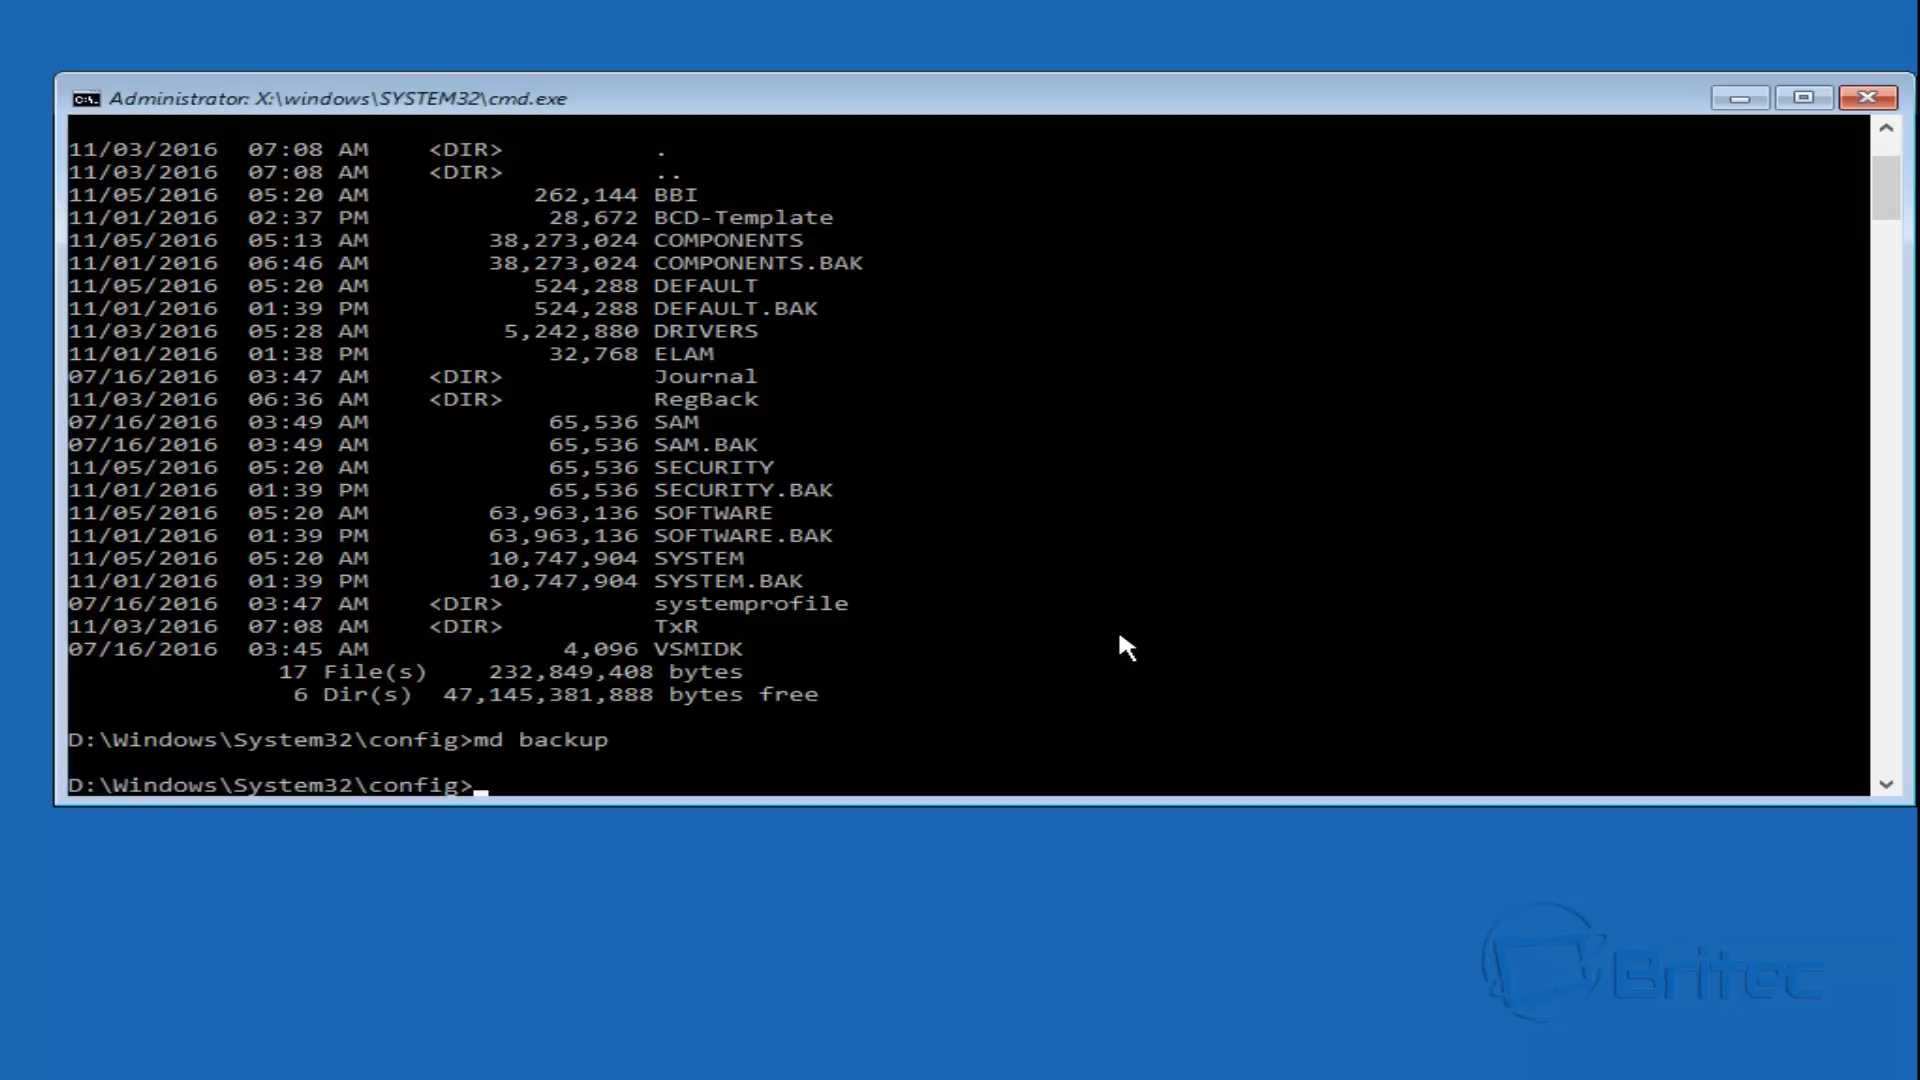 Administrator: X:\windows\SYSTEM32\cmd.exe
11/03/2016  07:08 AM    <DIR>          .
11/03/2016  07:08 AM    <DIR>          ..
11/05/2016  05:20 AM           262,144 BBI
11/01/2016  02:37 PM            28,672 BCD-Template
11/05/2016  05:13 AM        38,273,024 COMPONENTS
11/01/2016  06:46 AM        38,273,024 COMPONENTS.BAK
11/05/2016  05:20 AM           524,288 DEFAULT
11/01/2016  01:39 PM           524,288 DEFAULT.BAK
11/03/2016  05:28 AM         5,242,880 DRIVERS
11/01/2016  01:38 PM            32,768 ELAM
07/16/2016  03:47 AM    <DIR>          Journal
11/03/2016  06:36 AM    <DIR>          RegBack
07/16/2016  03:49 AM            65,536 SAM
07/16/2016  03:49 AM            65,536 SAM.BAK
11/05/2016  05:20 AM            65,536 SECURITY
11/01/2016  01:39 PM            65,536 SECURITY.BAK
11/05/2016  05:20 AM        63,963,136 SOFTWARE
11/01/2016  01:39 PM        63,963,136 SOFTWARE.BAK
11/05/2016  05:20 AM        10,747,904 SYSTEM
11/01/2016  01:39 PM        10,747,904 SYSTEM.BAK
07/16/2016  03:47 AM    <DIR>          systemprofile
11/03/2016  07:08 AM    <DIR>          TxR
07/16/2016  03:45 AM             4,096 VSMIDK
17 File(s)    232,849,408 bytes
6 Dir(s)  47,145,381,888 bytes free
D:\Windows\System32\config>md backup
D:\Windows\System32\config>_
Britec